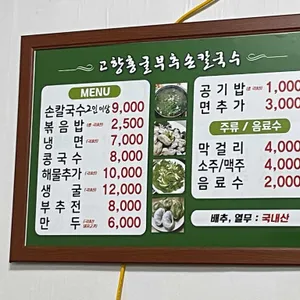 고향홍굴부추손칼국수
MENU
손칼국수 2인이상 9,000
볶음밥 2,500
냉면 7,000
콩국수 8,000
해물추가 10,000
생굴 12,000
부추전 8,000
만두 6,000
공기밥 1,000
면추가 3,000
주류 / 음료수
막걸리 4,000
소주/맥주 4,000
음료수 2,000
배추, 열무 : 국내산